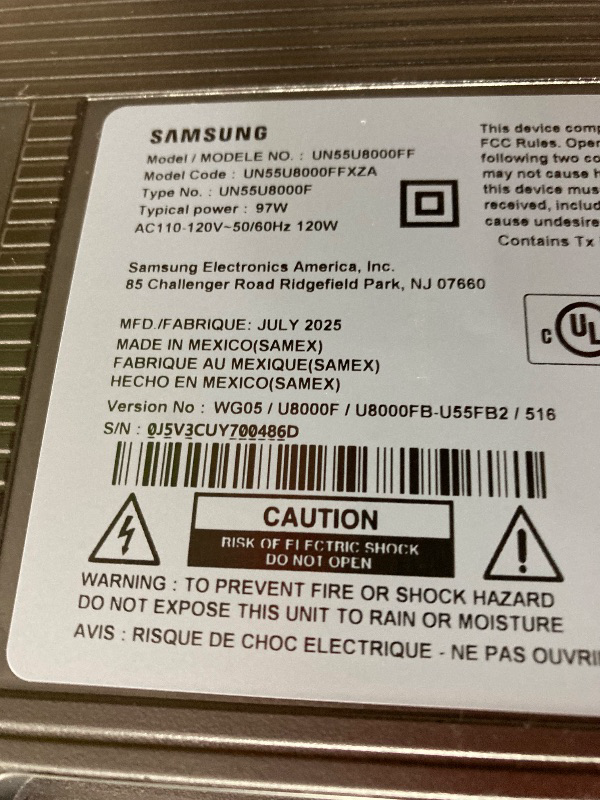 SAMSUNG
Model / MODELE NO. : UN55U8000FF
Model Code : UN55U8000FFXZA
Type No. : UN55U8000F
Typical power : 97W
AC110-120V~50/60Hz 120W
This device comp
FCC Rules. Oper
following two co
may not cause h
this device mus
received, includ
cause undesire
Contains Tx
Samsung Electronics America, Inc.
85 Challenger Road Ridgefield Park, NJ 07660
c UL
MFD./FABRIQUE: JULY 2025
MADE IN MEXICO(SAMEX)
FABRIQUE AU MEXIQUE(SAMEX)
HECHO EN MEXICO(SAMEX)
Version No : WG05 / U8000F / U8000FB-U55FB2 / 516
S/N : 0J5V3CUY700486D
CAUTION
RISK OF ELECTRIC SHOCK
DO NOT OPEN
WARNING : TO PREVENT FIRE OR SHOCK HAZARD
DO NOT EXPOSE THIS UNIT TO RAIN OR MOISTURE
AVIS : RISQUE DE CHOC ELECTRIQUE - NE PAS OUVRI